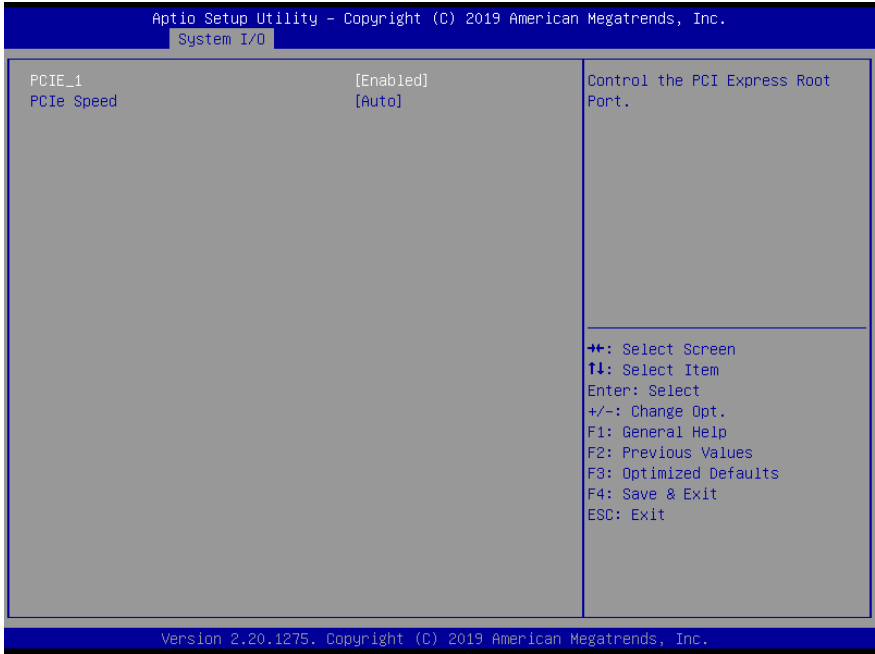 Aptio Setup Utility – Copyright (C) 2019 American Megatrends, Inc.
System I/O
PCIE_1 [Enabled]
PCIe Speed [Auto]
Control the PCI Express Root
Port.
→←: Select Screen
↑↓: Select Item
Enter: Select
+/-: Change Opt.
F1: General Help
F2: Previous Values
F3: Optimized Defaults
F4: Save & Exit
ESC: Exit
Version 2.20.1275. Copyright (C) 2019 American Megatrends, Inc.